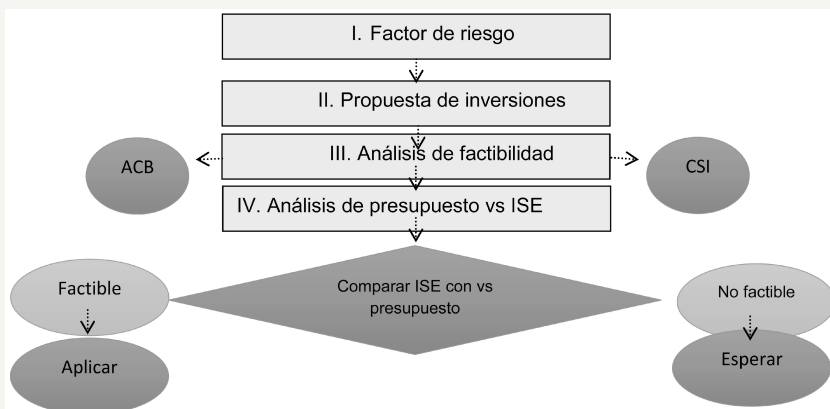 I. Factor de riesgo
II. Propuesta de inversiones
ACB
III. Análisis de factibilidad
CSI
IV. Análisis de presupuesto vs ISE
Comparar ISE con vs
presupuesto
Factible
No factible
Aplicar
Esperar